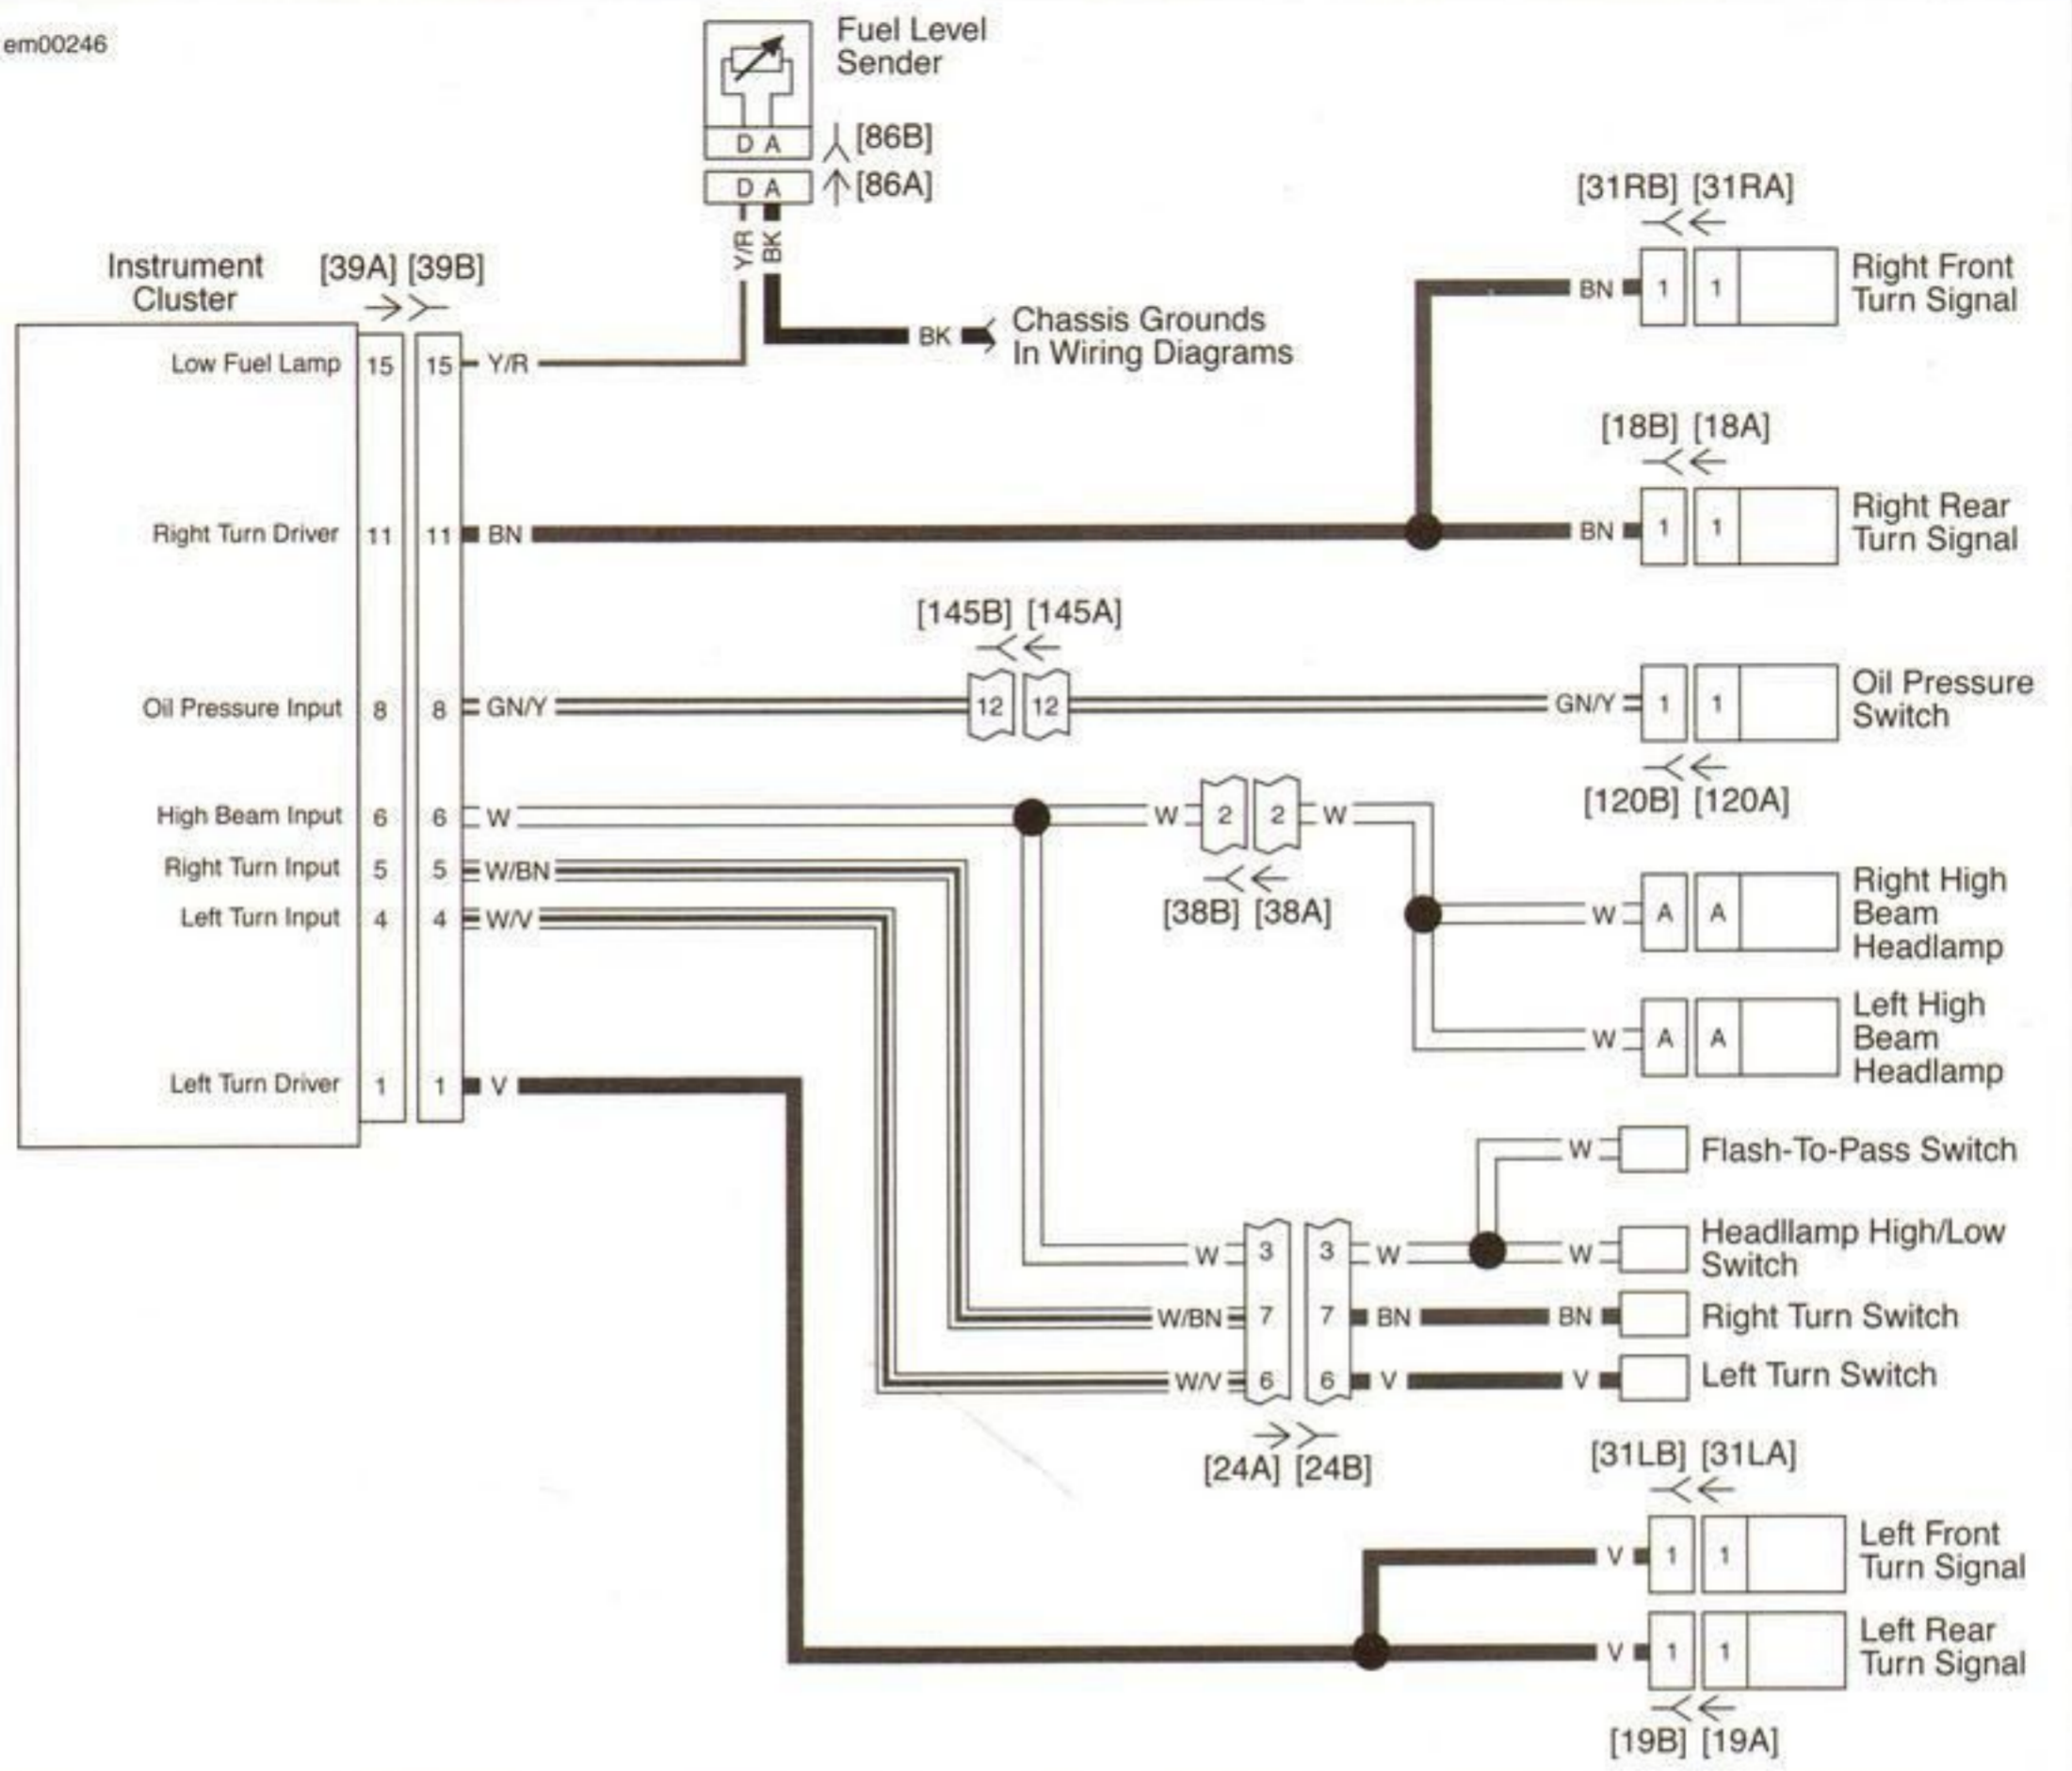 em00246
Fuel Level
Sender
D A
[86B]
D A
[86A]
Y/R
BK
[31RB] [31RA]
BN
1
1
Right Front
Turn Signal
Instrument
Cluster
[39A] [39B]
BK
Chassis Grounds
In Wiring Diagrams
Low Fuel Lamp
15
15
Y/R
[18B] [18A]
Right Turn Driver
11
11
BN
BN
1
1
Right Rear
Turn Signal
[145B] [145A]
Oil Pressure Input
8
8
GN/Y
12
12
GN/Y
1
1
Oil Pressure
Switch
[120B] [120A]
High Beam Input
6
6
W
W
2
2
W
[38B] [38A]
Right Turn Input
5
5
W/BN
Left Turn Input
4
4
W/V
W
A
A
Right High
Beam
Headlamp
W
A
A
Left High
Beam
Headlamp
Left Turn Driver
1
1
V
W
Flash-To-Pass Switch
W
3
3
W
W
Headllamp High/Low
Switch
W/BN
7
7
BN
BN
Right Turn Switch
W/V
6
6
V
V
Left Turn Switch
[24A] [24B]
[31LB] [31LA]
V
1
1
Left Front
Turn Signal
V
1
1
Left Rear
Turn Signal
[19B] [19A]